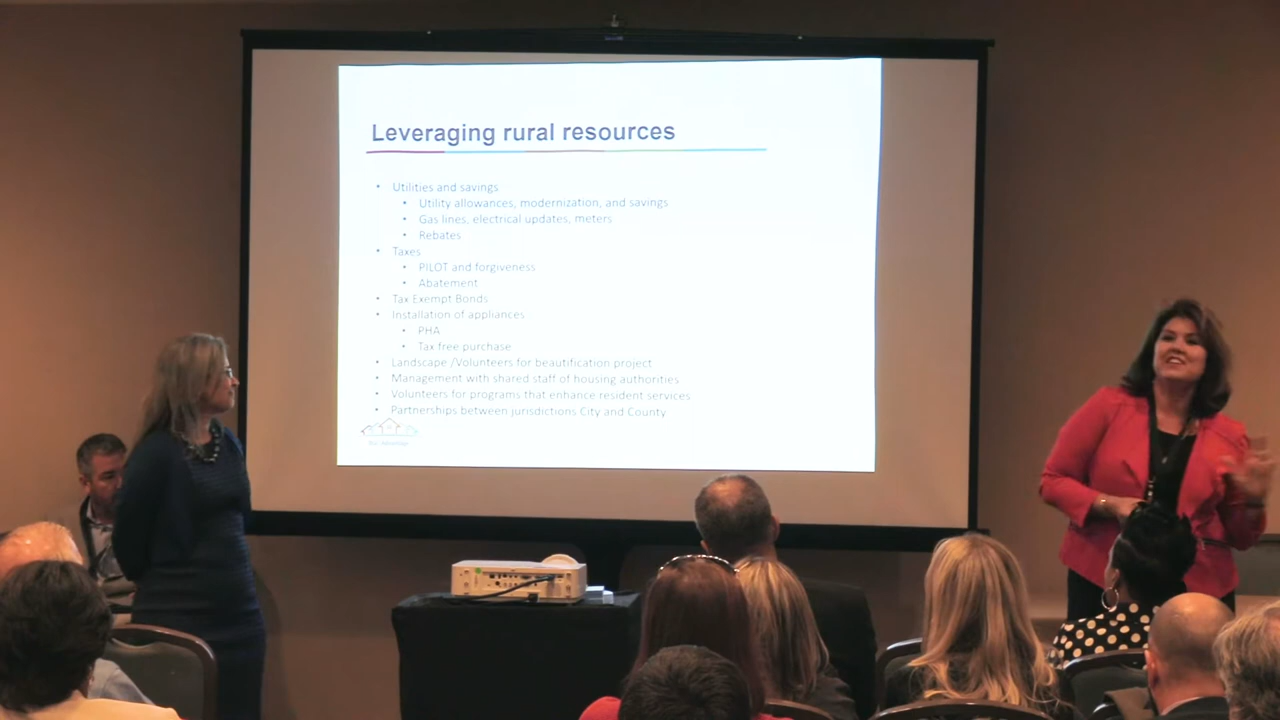 Leveraging rural resources
• Utilities and savings
• Utility allowances, modernization, and savings
• Gas lines, electrical updates, meters
• Rebates
• Taxes
• PILOT and forgiveness
• Abatement
• Tax Exempt Bonds
• Installation of appliances
• PHA
• Tax free purchase
• Landscape /Volunteers for beautification project
• Management with shared staff of housing authorities
• Volunteers for programs that enhance resident services
• Partnerships between jurisdictions City and County